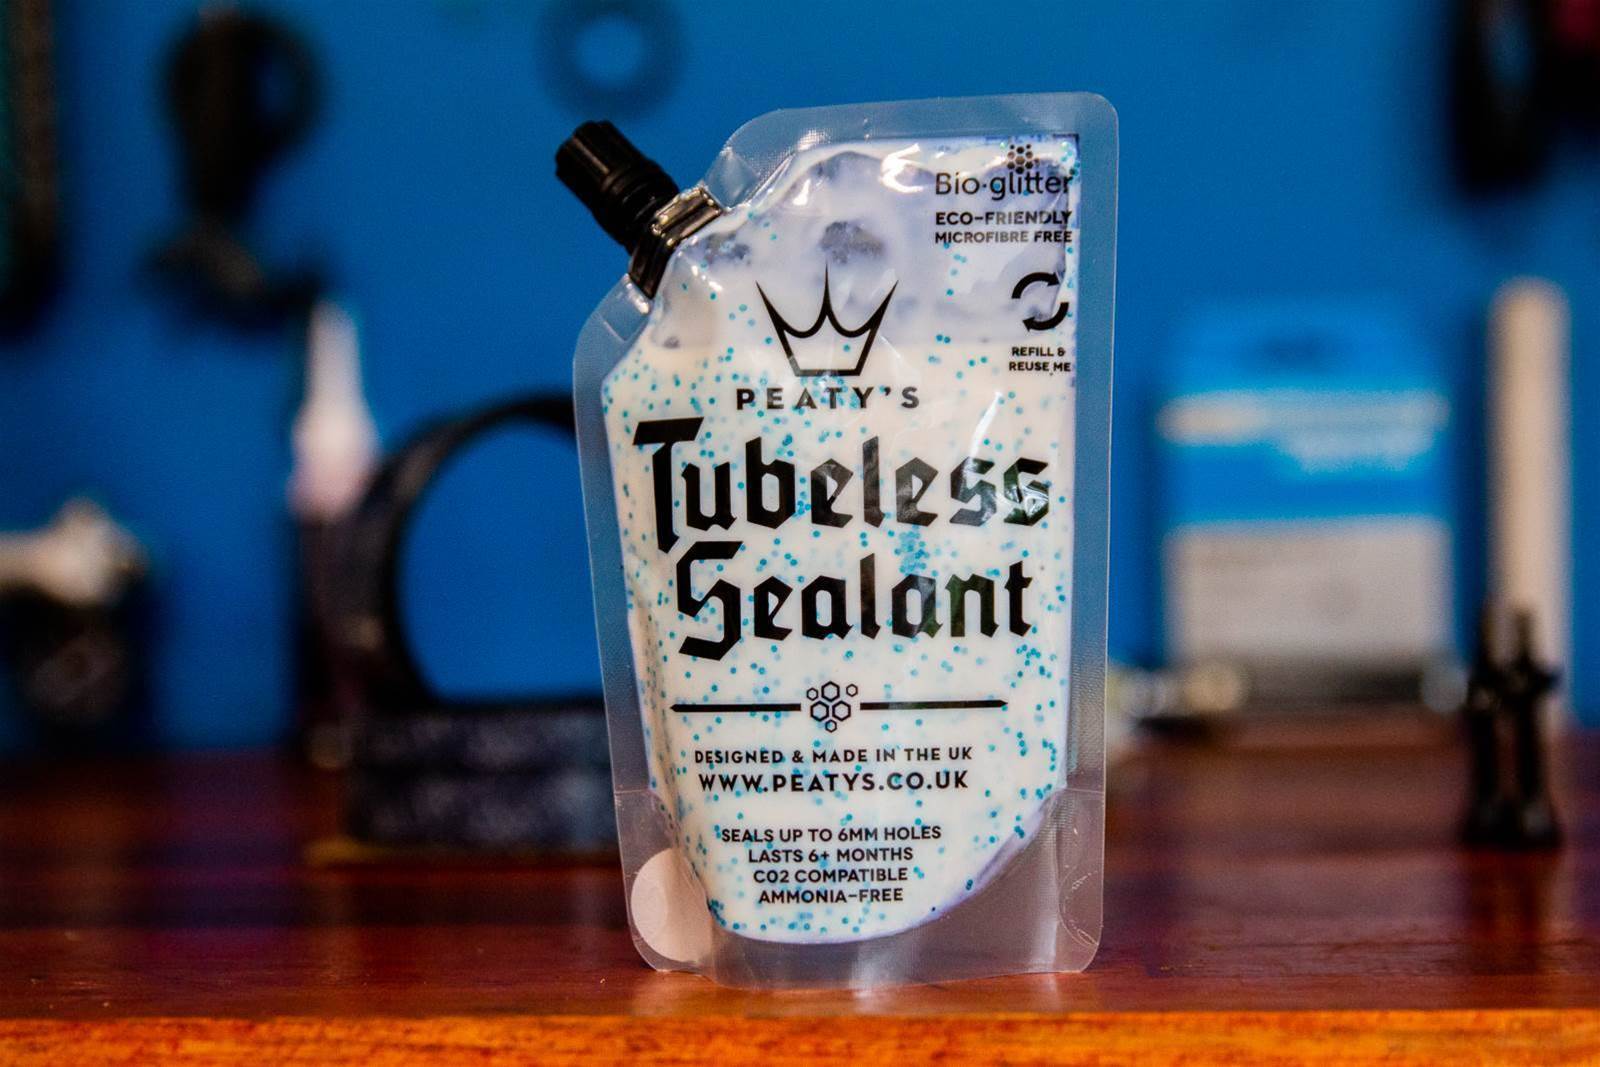 Bio·glitter
ECO-FRIENDLY
MICROFIBRE FREE
REFILL &
REUSE ME
PEATY'S
Tubeless
Sealant
DESIGNED & MADE IN THE UK
WWW.PEATYS.CO.UK
SEALS UP TO 6MM HOLES
LASTS 6+ MONTHS
CO2 COMPATIBLE
AMMONIA-FREE